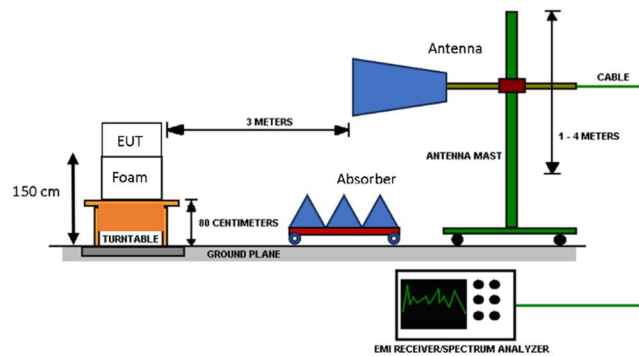 Antenna
CABLE
3 METERS
EUT
1 - 4 METERS
ANTENNA MAST
Foam
Absorber
150 cm
80 CENTIMETERS
TURNTABLE
GROUND PLANE
EMI RECEIVER/SPECTRUM ANALYZER